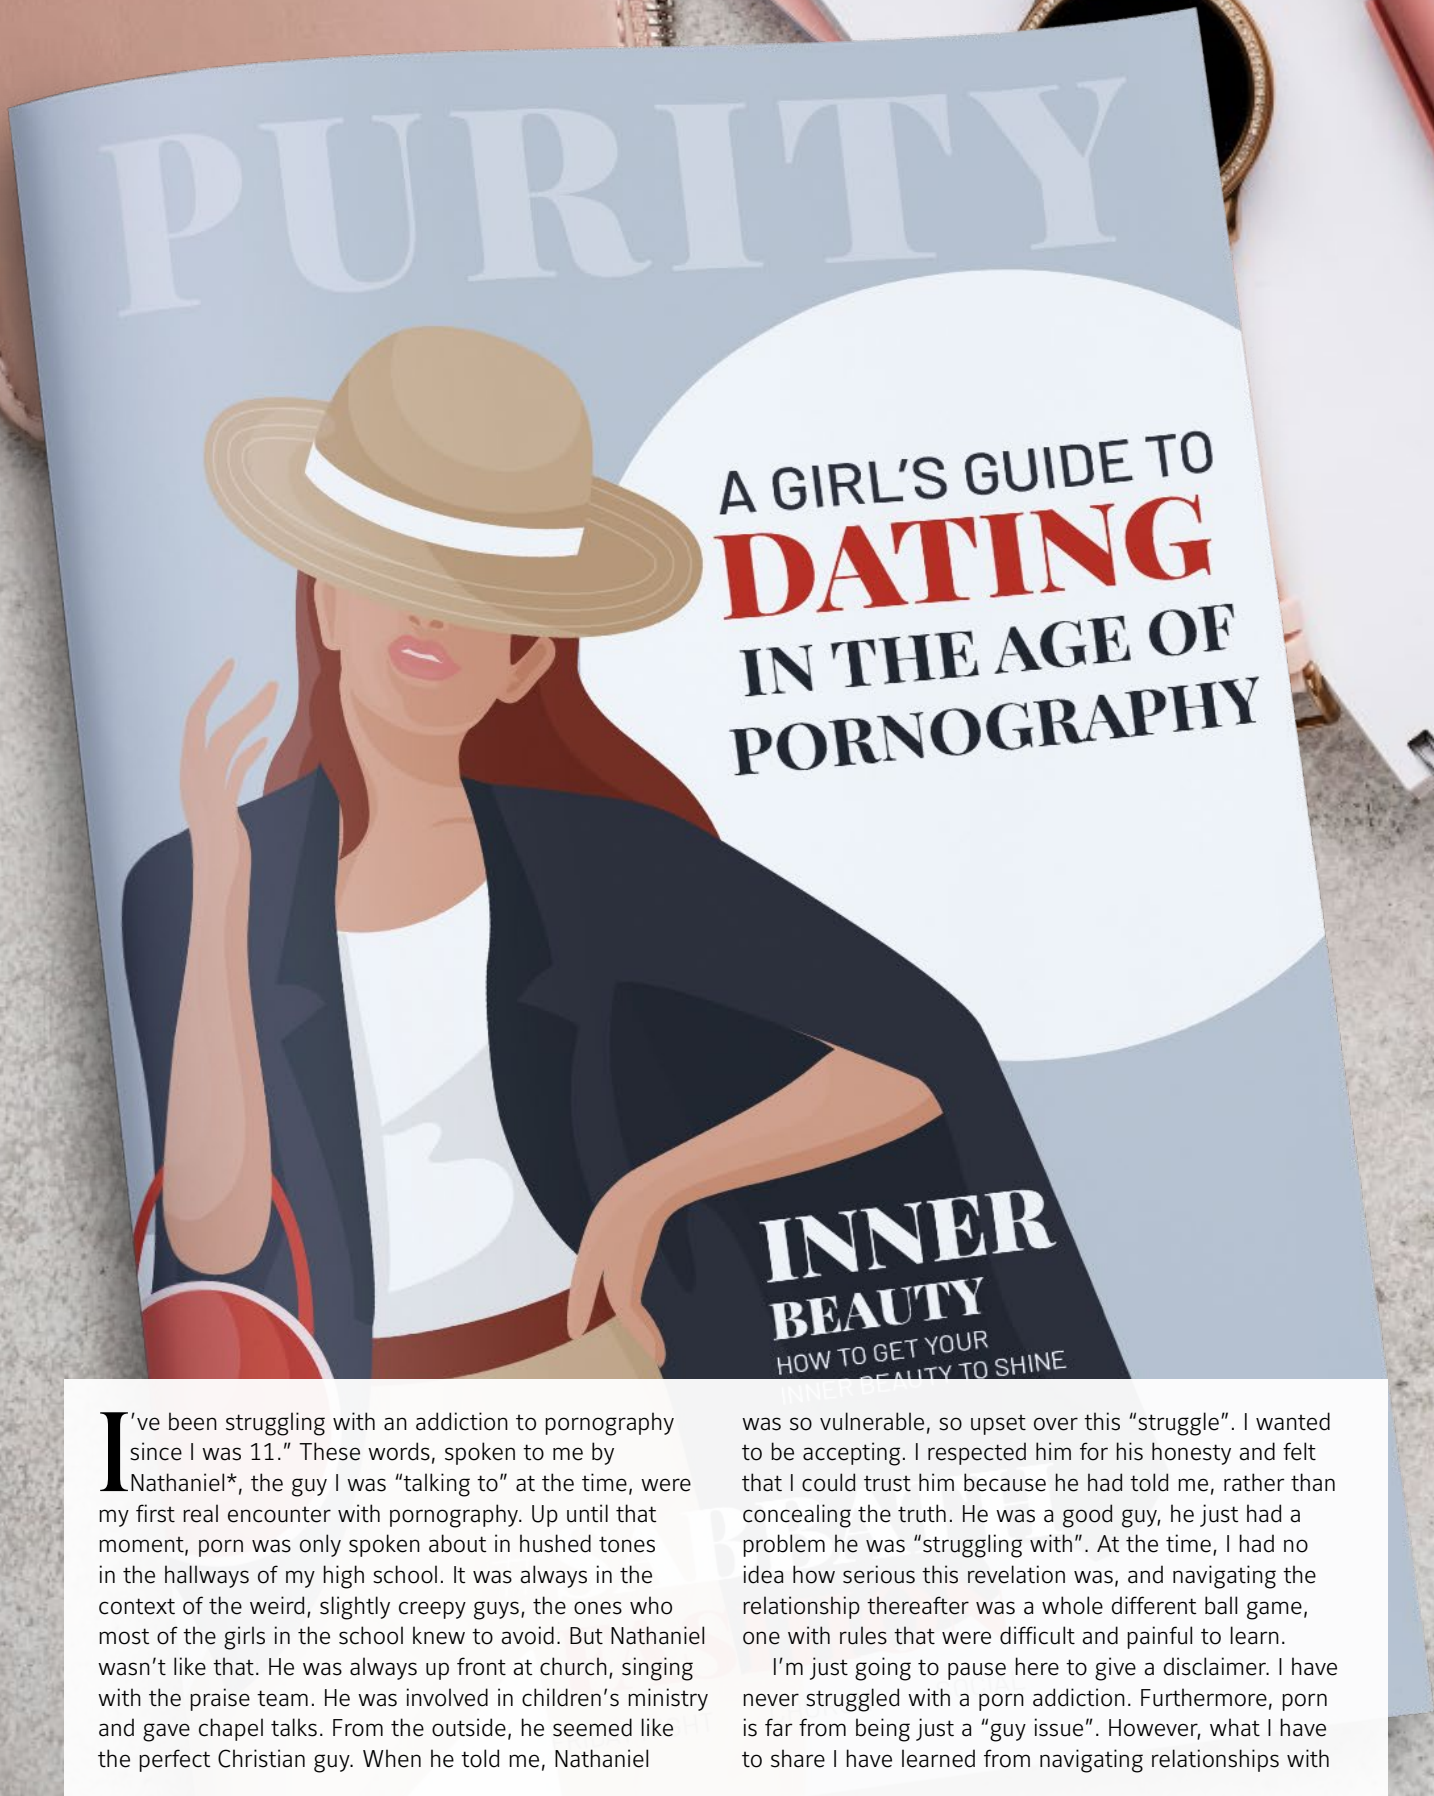 PURITY
A GIRL'S GUIDE TO
DATING
IN THE AGE OF
PORNOGRAPHY
INNER
BEAUTY
HOW TO GET YOUR
INNER BEAUTY TO SHINE
I've been struggling with an addiction to pornography
since I was 11.” These words, spoken to me by
Nathaniel*, the guy I was “talking to” at the time, were
my first real encounter with pornography. Up until that
moment, porn was only spoken about in hushed tones
in the hallways of my high school. It was always in the
context of the weird, slightly creepy guys, the ones who
most of the girls in the school knew to avoid. But Nathaniel
wasn’t like that. He was always up front at church, singing
with the praise team. He was involved in children’s ministry
and gave chapel talks. From the outside, he seemed like
the perfect Christian guy. When he told me, Nathaniel
was so vulnerable, so upset over this “struggle”. I wanted
to be accepting. I respected him for his honesty and felt
that I could trust him because he had told me, rather than
concealing the truth. He was a good guy, he just had a
problem he was “struggling with”. At the time, I had no
idea how serious this revelation was, and navigating the
relationship thereafter was a whole different ball game,
one with rules that were difficult and painful to learn.
I’m just going to pause here to give a disclaimer. I have
never struggled with a porn addiction. Furthermore, porn
is far from being just a “guy issue”. However, what I have
to share I have learned from navigating relationships with